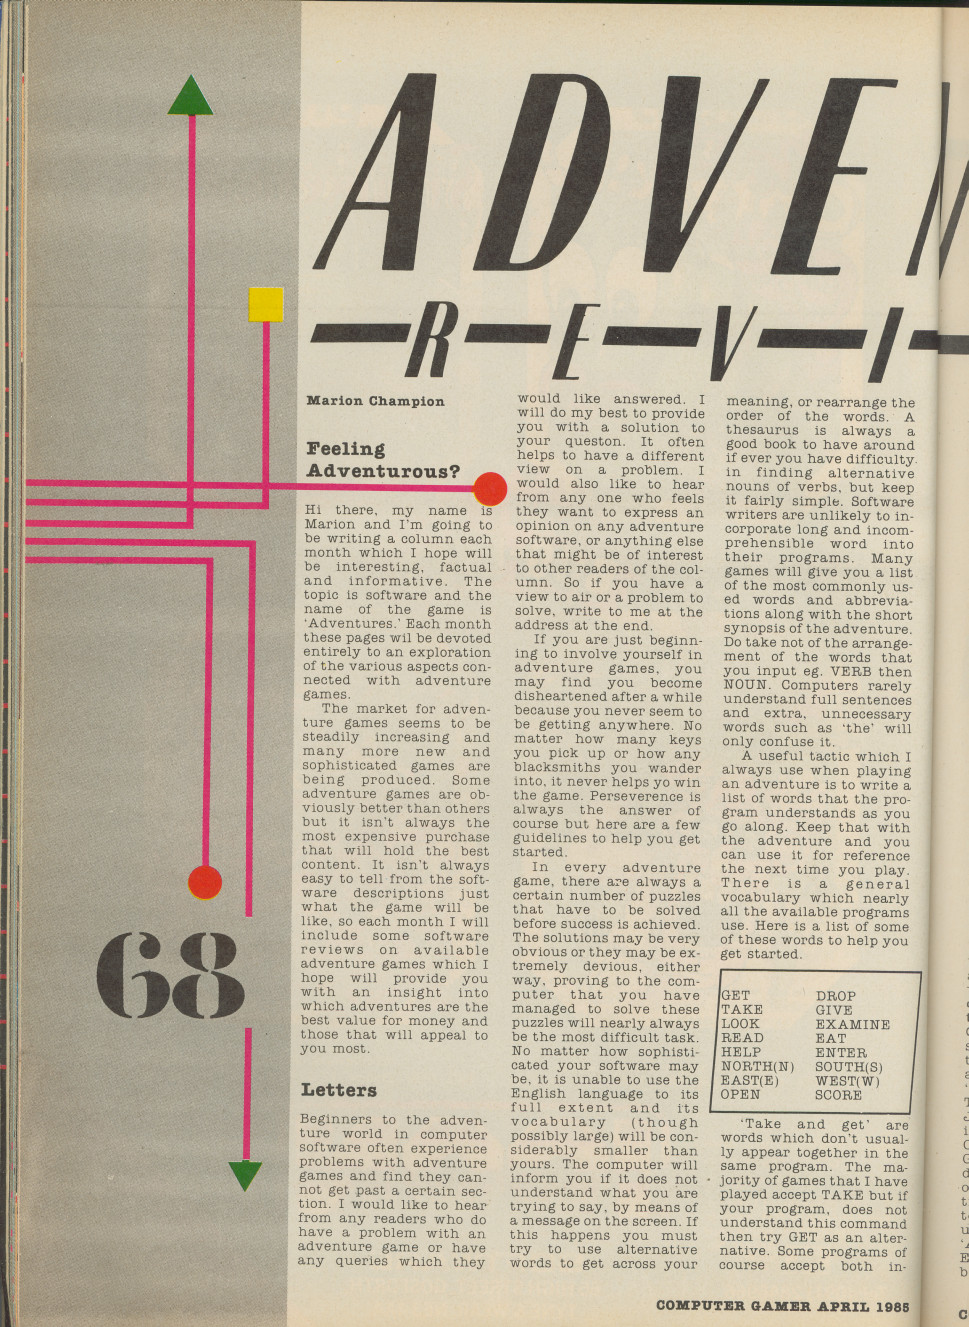 ADVEN
REVI
Marion Champion
Feeling
Adventurous?
Hi there, my name is
Marion and I'm going to
be writing a column each
month which I hope will
be interesting, factual
and informative. The
topic is software and the
name of the game is
'Adventures.' Each month
these pages wil be devoted
entirely to an exploration
of the various aspects con-
nected with adventure
games.
The market for adven-
ture games seems to be
steadily increasing and
many more new and
sophisticated games are
being produced. Some
adventure games are ob-
viously better than others
but it isn't always the
most expensive purchase
that will hold the best
content. It isn't always
easy to tell from the soft-
ware descriptions just
what the game will be
like, so each month I will
include some software
reviews on available
adventure games which I
hope will provide you
with an insight into
which adventures are the
best value for money and
those that will appeal to
you most.
Letters
Beginners to the adven-
ture world in computer
software often experience
problems with adventure
games and find they can-
not get past a certain sec-
tion. I would like to hear
from any readers who do
have a problem with an
adventure game or have
any queries which they
would like answered. I
will do my best to provide
you with a solution to
your queston. It often
helps to have a different
view on a problem. I
would also like to hear
from any one who feels
they want to express an
opinion on any adventure
software, or anything else
that might be of interest
to other readers of the col-
umn. So if you have a
view to air or a problem to
solve, write to me at the
address at the end.
If you are just beginn-
ing to involve yourself in
adventure games, you
may find you become
disheartened after a while
because you never seem to
be getting anywhere. No
matter how many keys
you pick up or how any
blacksmiths you wander
into, it never helps yo win
the game. Perseverence is
always the answer of
course but here are a few
guidelines to help you get
started.
In every adventure
game, there are always a
certain number of puzzles
that have to be solved
before success is achieved.
The solutions may be very
obvious or they may be ex-
tremely devious, either
way, proving to the com-
puter that you have
managed to solve these
puzzles will nearly always
be the most difficult task.
No matter how sophisti-
cated your software may
be, it is unable to use the
English language to its
full extent and its
vocabulary (though
possibly large) will be con-
siderably smaller than
yours. The computer will
inform you if it does not
understand what you are
trying to say, by means of
a message on the screen. If
this happens you must
try to use alternative
words to get across your
meaning, or rearrange the
order of the words. A
thesaurus is always a
good book to have around
if ever you have difficulty
in finding alternative
nouns of verbs, but keep
it fairly simple. Software
writers are unlikely to in-
corporate long and incom-
prehensible word into
their programs. Many
games will give you a list
of the most commonly us-
ed words and abbrevia-
tions along with the short
synopsis of the adventure.
Do take not of the arrange-
ment of the words that
you input eg. VERB then
NOUN. Computers rarely
understand full sentences
and extra, unnecessary
words such as 'the' will
only confuse it.
A useful tactic which I
always use when playing
an adventure is to write a
list of words that the pro-
gram understands as you
go along. Keep that with
the adventure and you
can use it for reference
the next time you play.
There is a general
vocabulary which nearly
all the available programs
use. Here is a list of some
of these words to help you
get started.
GET DROP
TAKE GIVE
LOOK EXAMINE
READ EAT
HELP ENTER
NORTH(N) SOUTH(S)
EAST(E) WEST(W)
OPEN SCORE
'Take and get' are
words which don't usual-
ly appear together in the
same program. The ma-
jority of games that I have
played accept TAKE but if
your program, does not
understand this command
then try GET as an alter-
native. Some programs of
course accept both in-
68
COMPUTER GAMER APRIL 1985